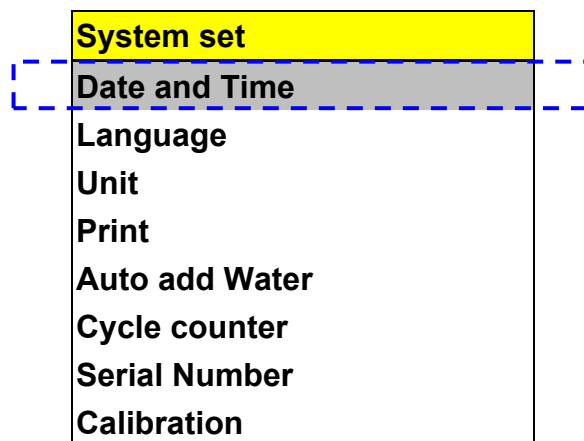 System set
Date and Time
Language
Unit
Print
Auto add Water
Cycle counter
Serial Number
Calibration